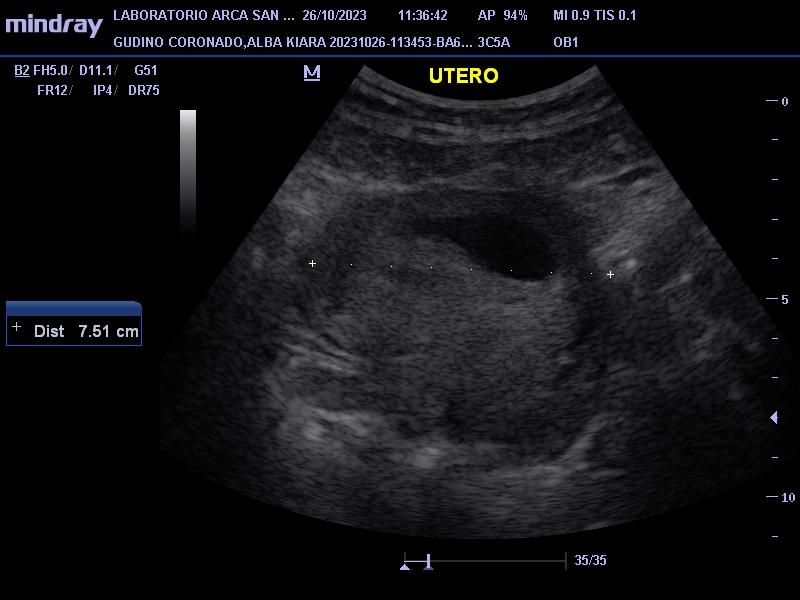 mindray
LABORATORIO ARCA SAN ... 26/10/2023 11:36:42 AP 94% MI 0.9 TIS 0.1
GUDINO CORONADO,ALBA KIARA 20231026-113453-BA6... 3C5A OB1
B2 FH5.0/ D11.1/ G51
FR12/ IP4/ DR75
M
UTERO
0
5
+ Dist 7.51 cm
10
35/35